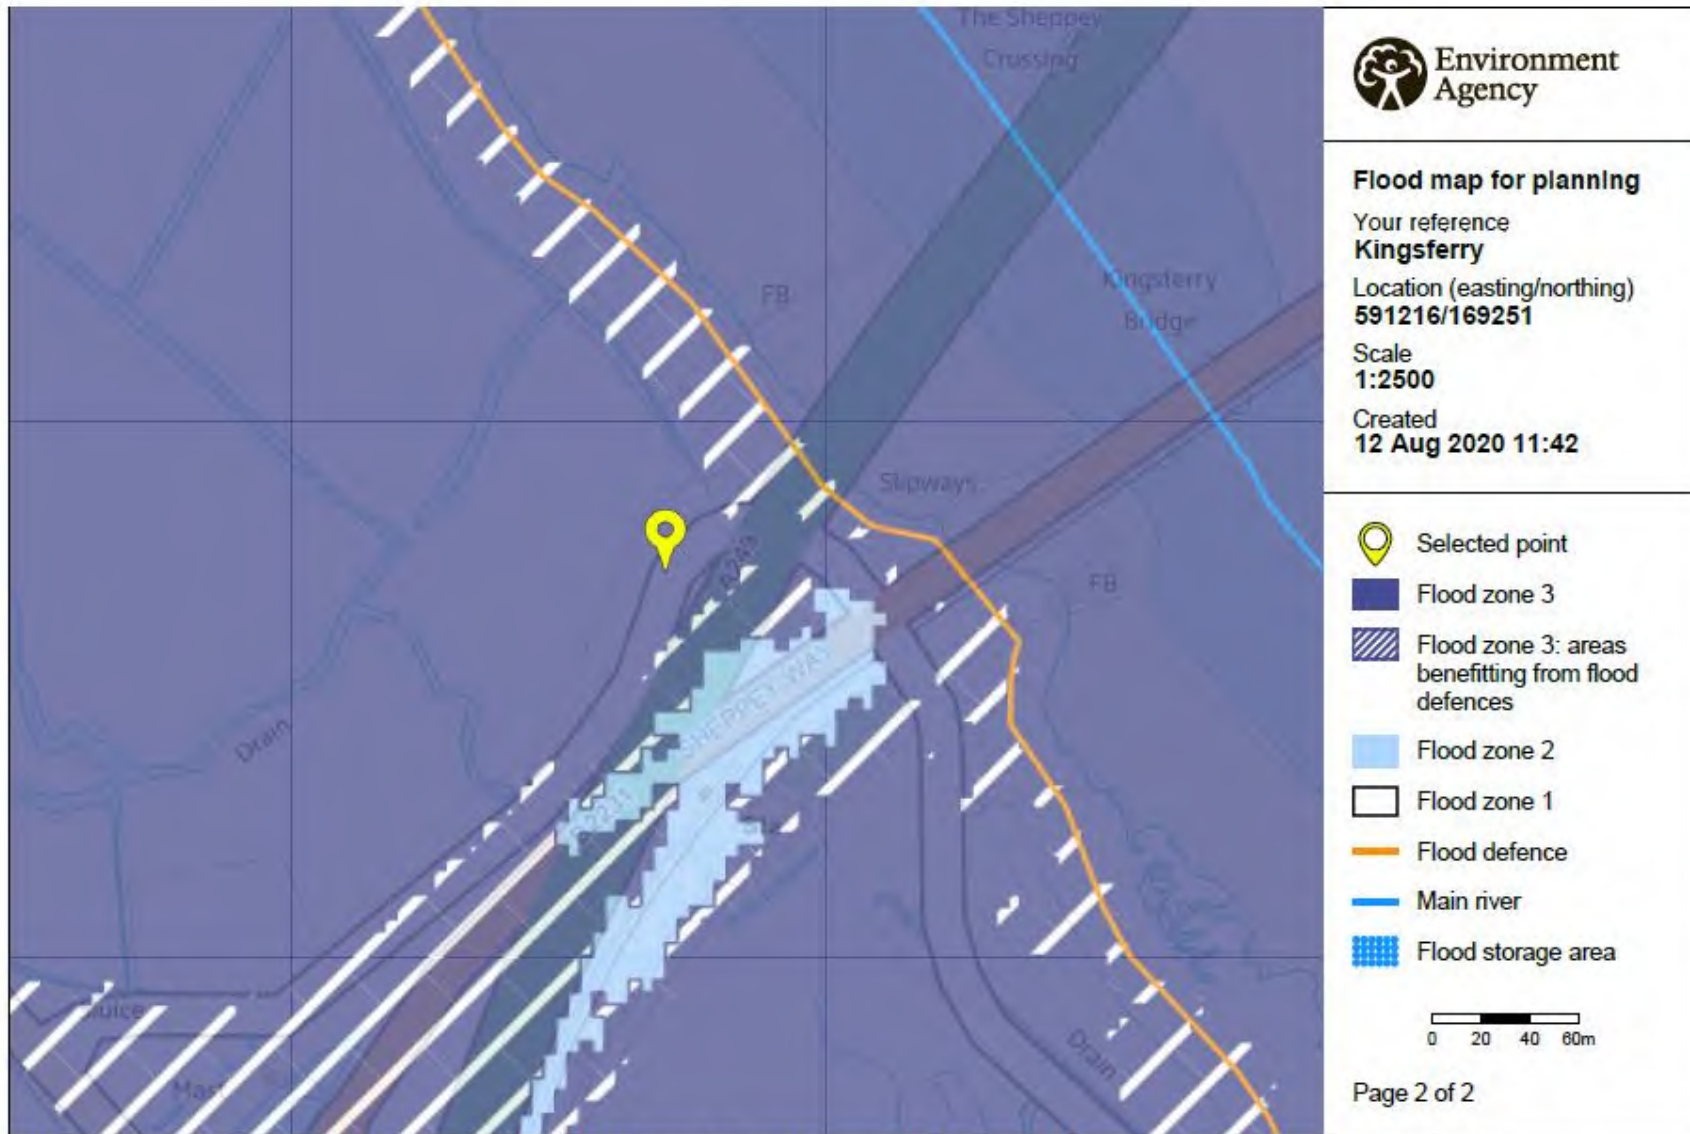 The Sheppey
Crossing
Kingsferry
Bridge
FB
Slipways
A249
FB
SHEPPEY WAY
B2231
Drain
Sluice
Mast
Drain
Environment
Agency
Flood map for planning
Your reference
Kingsferry
Location (easting/northing)
591216/169251
Scale
1:2500
Created
12 Aug 2020 11:42
Selected point
Flood zone 3
Flood zone 3: areas
benefitting from flood
defences
Flood zone 2
Flood zone 1
Flood defence
Main river
Flood storage area
0 20 40 60m
Page 2 of 2